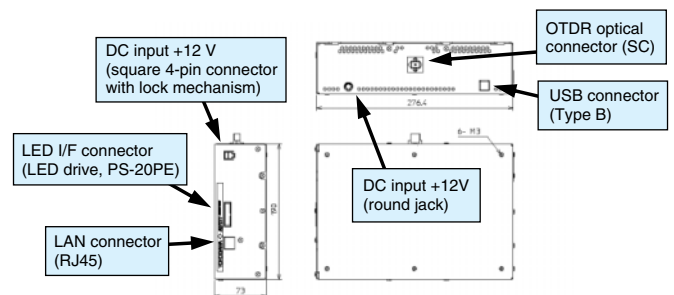 DC input +12 V
(square 4-pin connector
with lock mechanism)
OTDR optical
connector (SC)
USB connector
(Type B)
276.4
LED I/F connector
(LED drive, PS-20PE)
6- M3
DC input +12V
(round jack)
190
LAN connector
(RJ45)
73